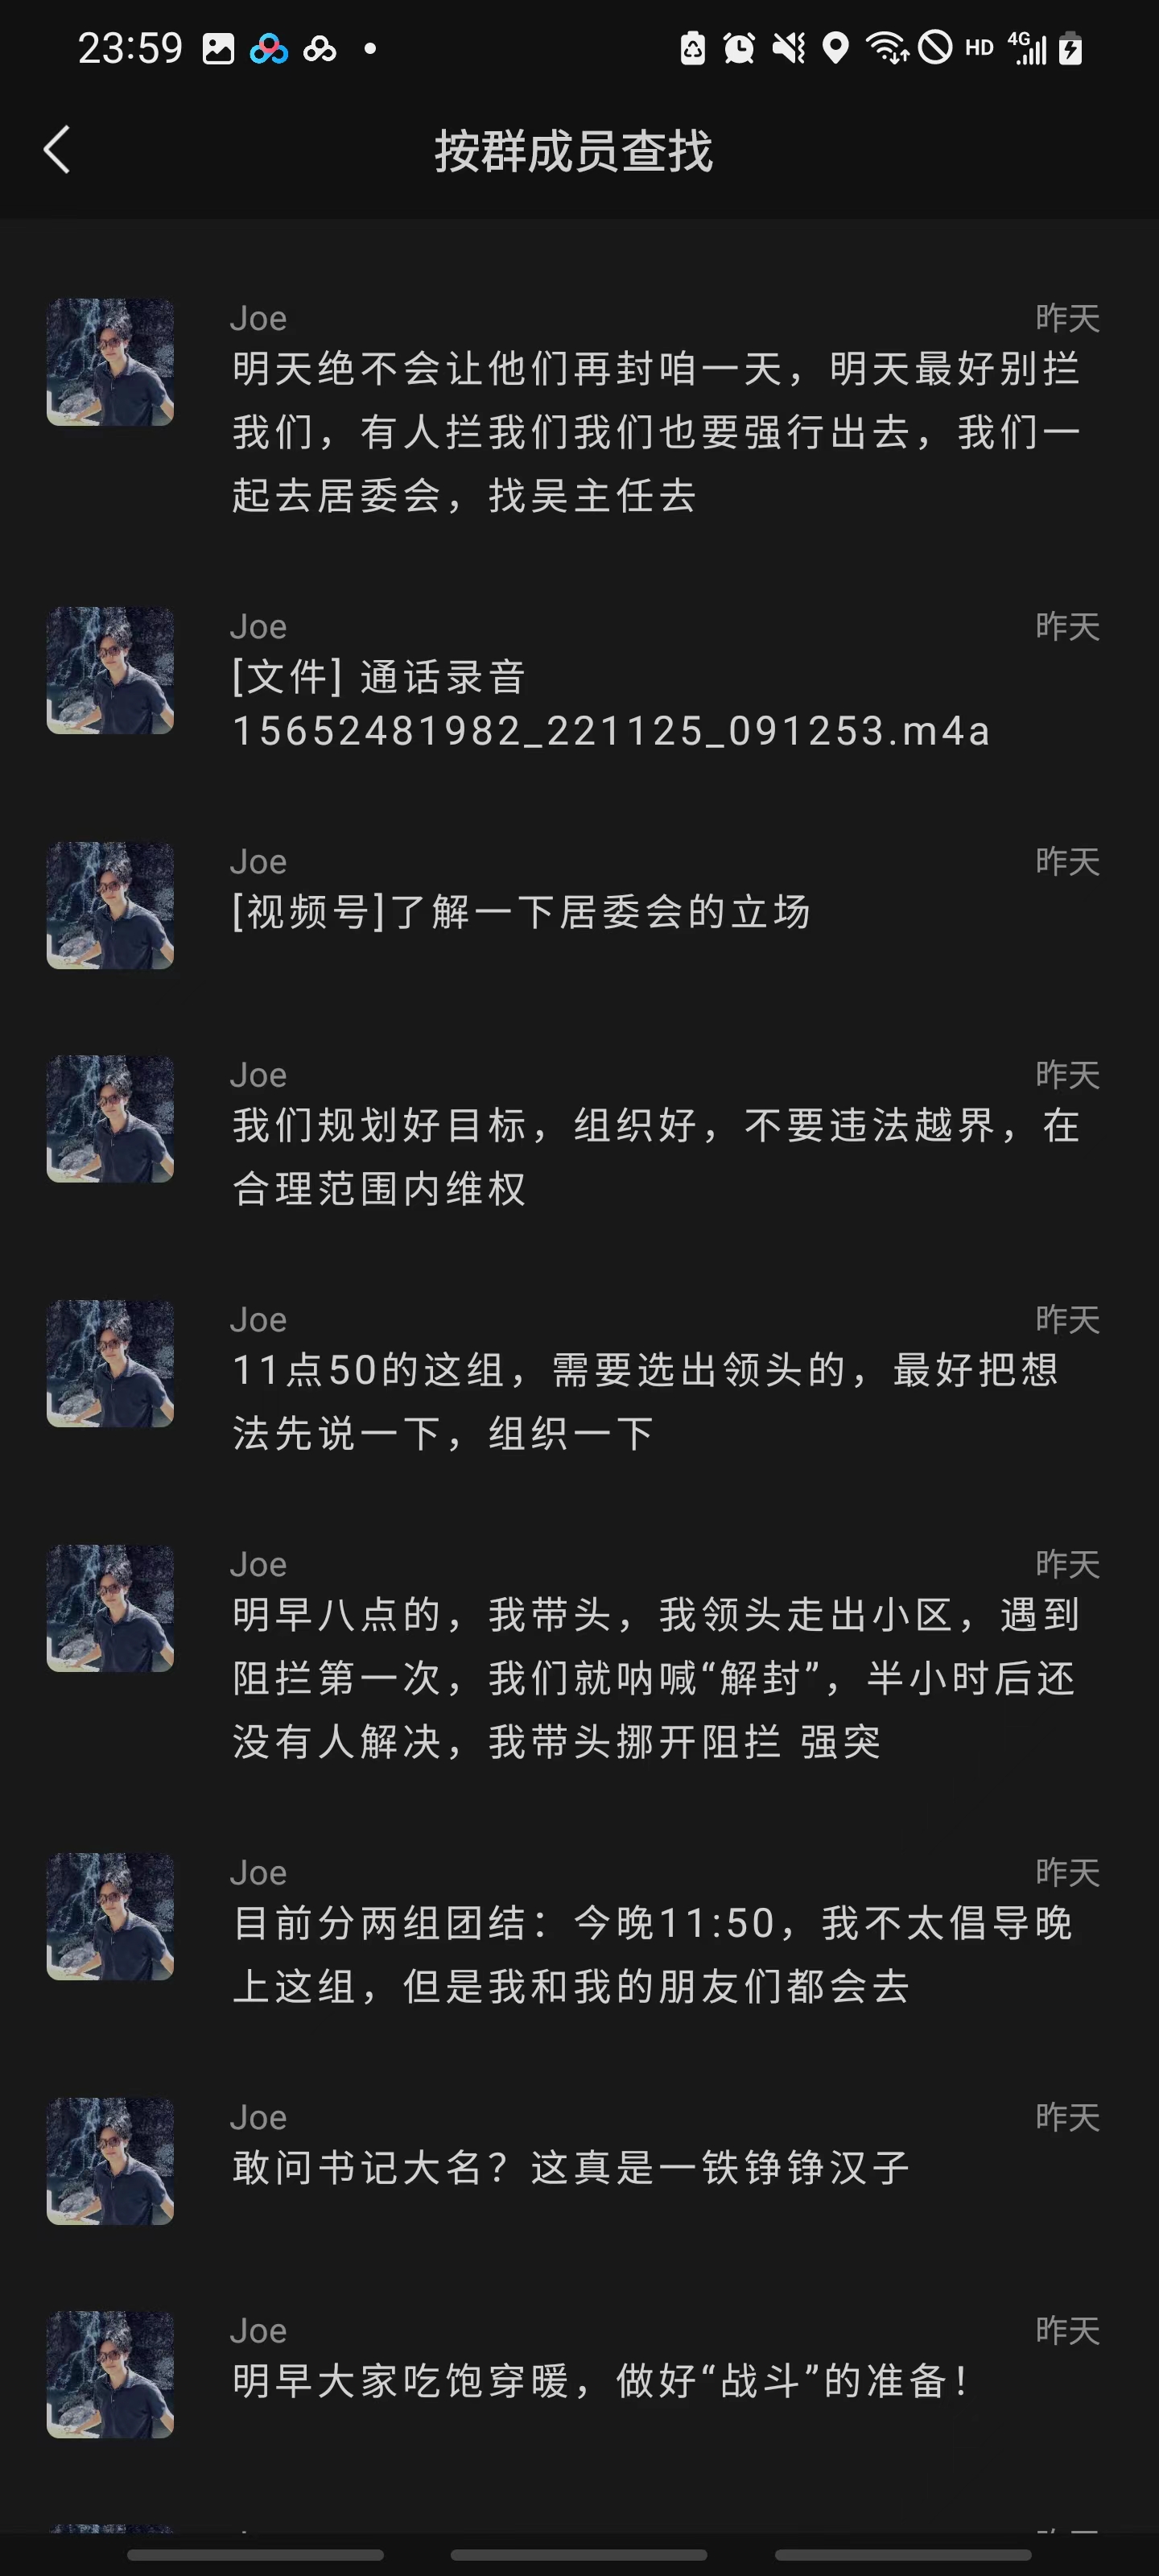 23:59
HD 4G
按群成员查找
Joe 昨天
明天绝不会让他们再封咱一天，明天最好别拦
我们，有人拦我们我们也要强行出去，我们一
起去居委会，找吴主任去
Joe 昨天
[文件] 通话录音
15652481982_221125_091253.m4a
Joe 昨天
[视频号]了解一下居委会的立场
Joe 昨天
我们规划好目标，组织好，不要违法越界，在
合理范围内维权
Joe 昨天
11点50的这组，需要选出领头的，最好把想
法先说一下，组织一下
Joe 昨天
明早八点的，我带头，我领头走出小区，遇到
阻拦第一次，我们就呐喊“解封”，半小时后还
没有人解决，我带头挪开阻拦 强突
Joe 昨天
目前分两组团结：今晚11:50，我不太倡导晚
上这组，但是我和我的朋友们都会去
Joe 昨天
敢问书记大名？这真是一铁铮铮汉子
Joe 昨天
明早大家吃饱穿暖，做好“战斗”的准备！